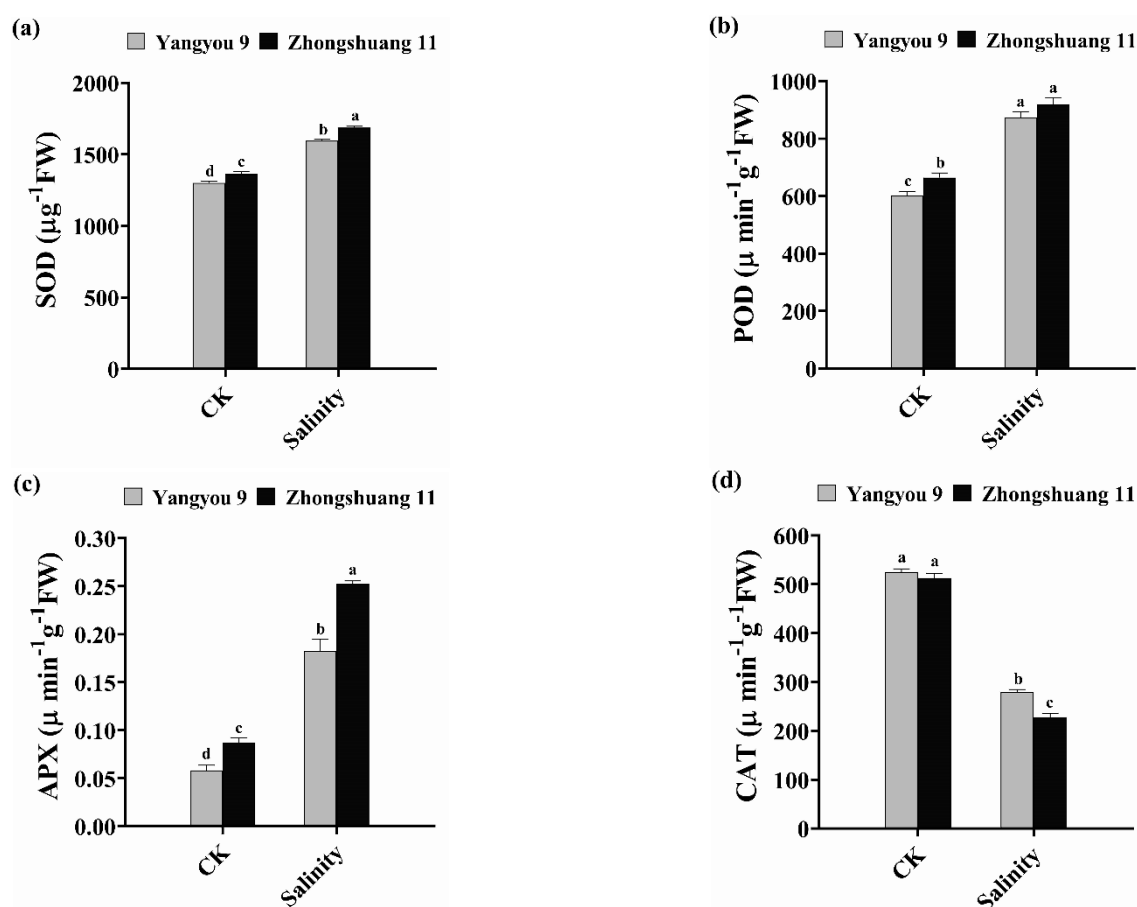 (a)
Yangyou 9 Zhongshuang 11
SOD (µg⁻¹FW)
2000
1500
1000
500
0
d c b a
CK Salinity
(b)
Yangyou 9 Zhongshuang 11
POD (µ min⁻¹g⁻¹FW)
1000
800
600
400
200
0
c b a a
CK Salinity
(c)
Yangyou 9 Zhongshuang 11
APX (µ min⁻¹g⁻¹FW)
0.30
0.25
0.20
0.15
0.10
0.05
0.00
d c b a
CK Salinity
(d)
Yangyou 9 Zhongshuang 11
CAT (µ min⁻¹g⁻¹FW)
600
500
400
300
200
100
0
a a b c
CK Salinity